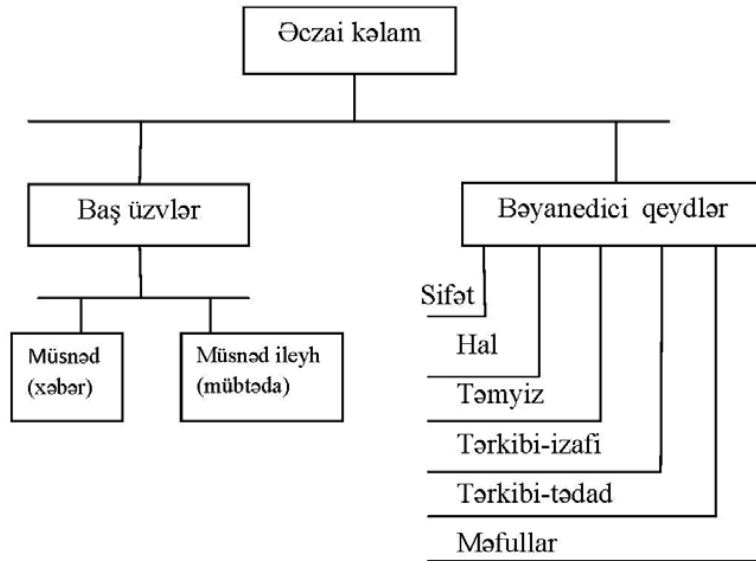 Əczai kəlam
Baş üzvlər
Bəyanedici qeydlər
Müsnəd
(xəbər)
Müsnəd ileyh
(mübtəda)
Sifət
Hal
Təmyiz
Tərkibi-izafi
Tərkibi-tədad
Məfullar